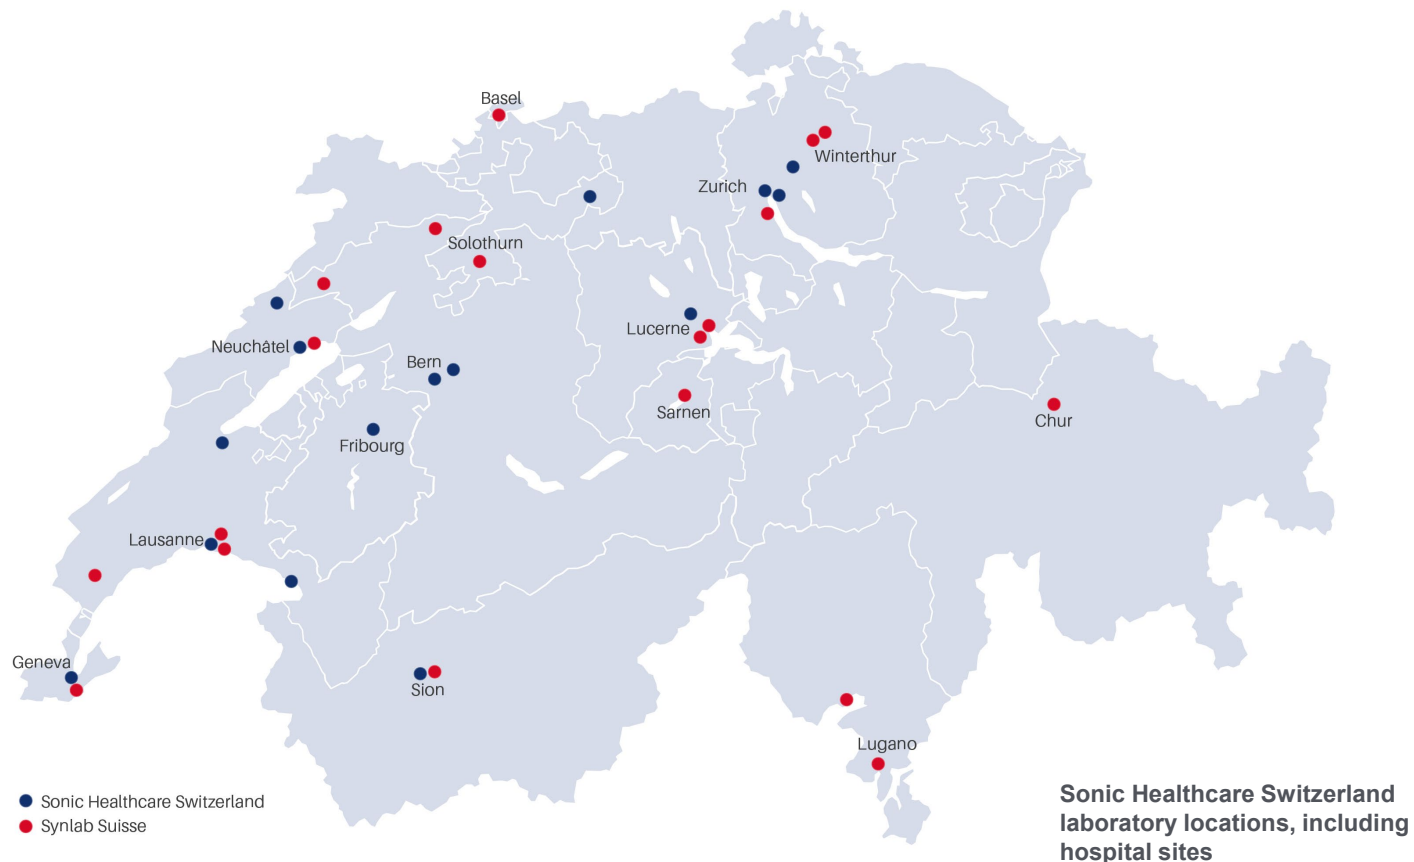 Basel
Winterthur
Zurich
Solothurn
Lucerne
Neuchâtel
Bern
Sarnen
Chur
Fribourg
Lausanne
Geneva
Sion
Lugano
Sonic Healthcare Switzerland
Synlab Suisse
Sonic Healthcare Switzerland
laboratory locations, including
hospital sites